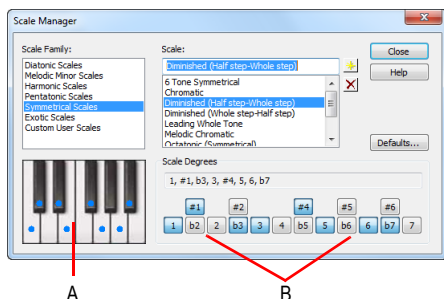 Scale Manager
Scale Family:
Diatonic Scales
Melodic Minor Scales
Harmonic Scales
Pentatonic Scales
Symmetrical Scales
Exotic Scales
Custom User Scales
Scale:
Diminished (Half step-Whole step)
6 Tone Symmetrical
Chromatic
Diminished (Half step-Whole step)
Diminished (Whole step-Half step)
Leading Whole Tone
Melodic Chromatic
Octatonic (Symmetrical)
Close
Help
Defaults...
Scale Degrees
1, #1, b3, 3, #4, 5, 6, b7
#1 #2 #4 #5 #6
1 b2 2 b3 3 4 b5 5 b6 6 b7 7
A B